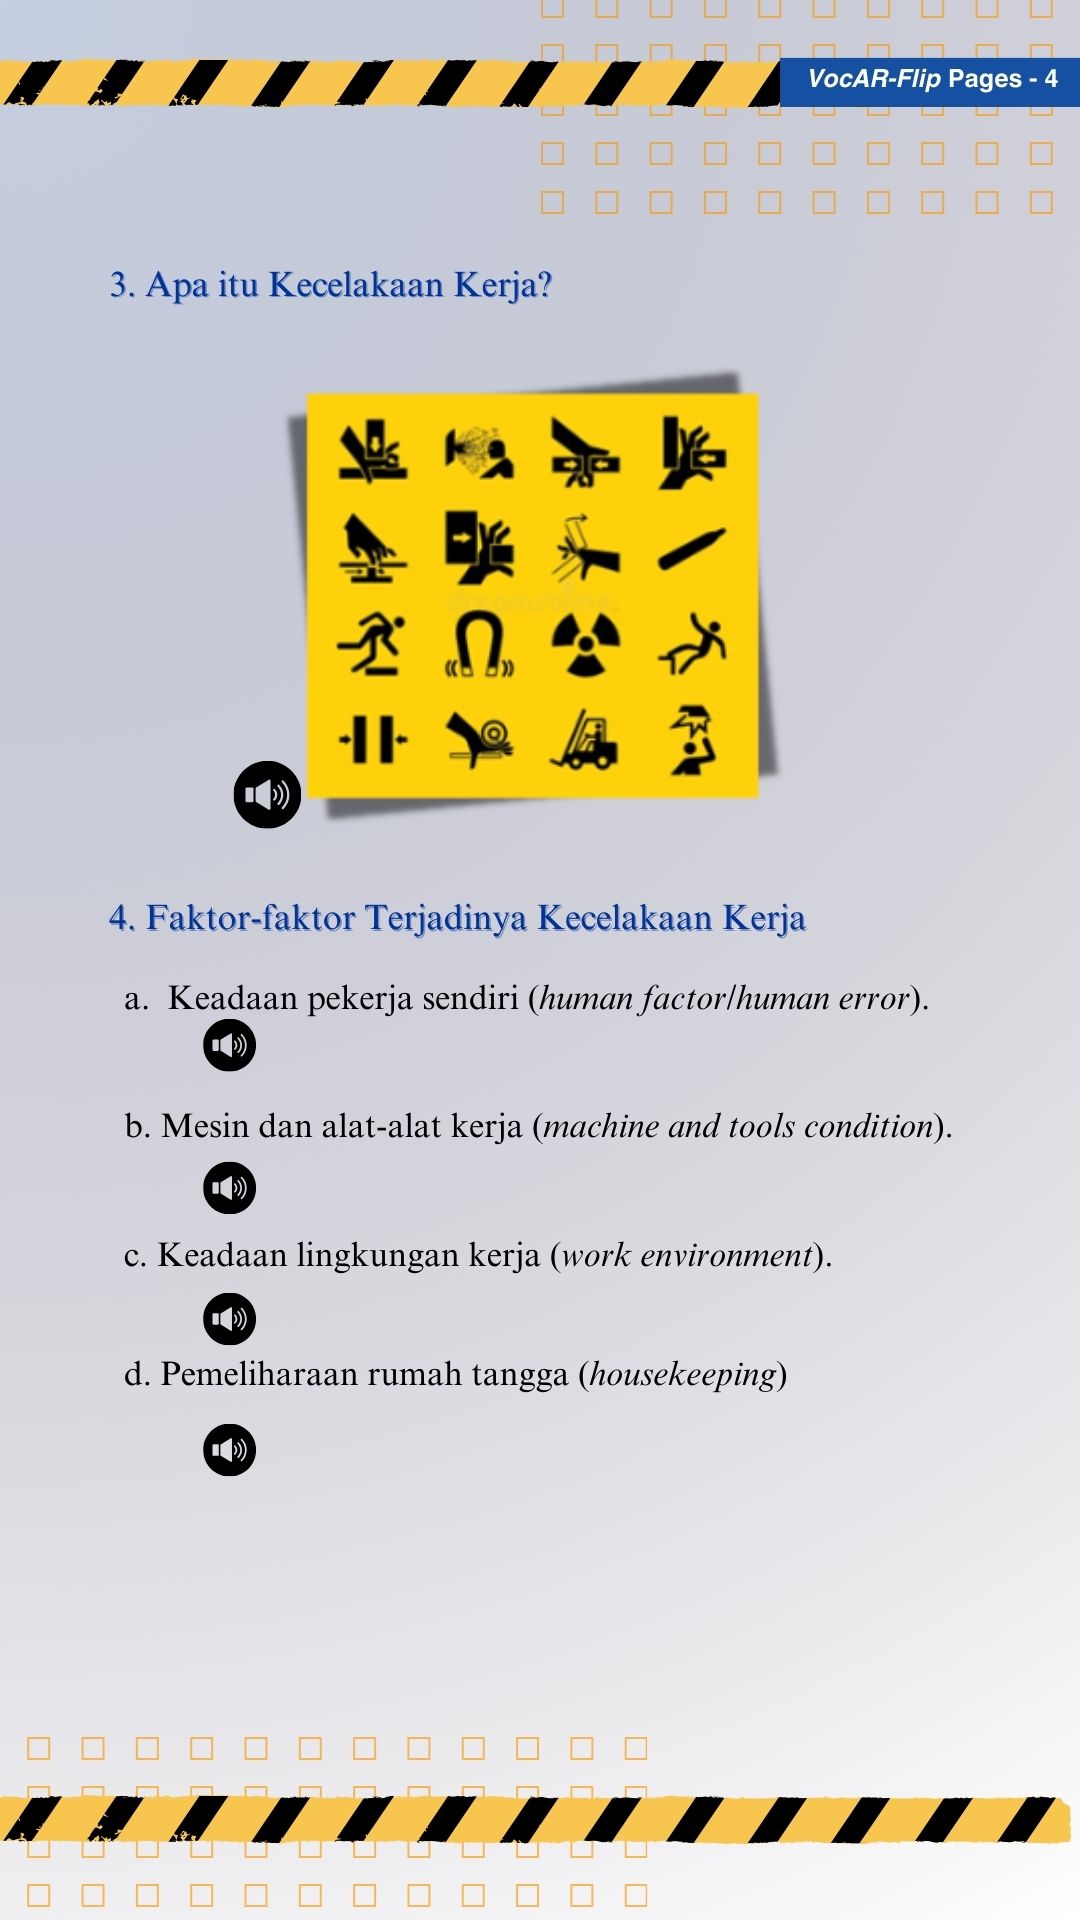 VocAR-Flip Pages - 4
3. Apa itu Kecelakaan Kerja?
4. Faktor-faktor Terjadinya Kecelakaan Kerja
a. Keadaan pekerja sendiri (human factor/human error).
b. Mesin dan alat-alat kerja (machine and tools condition).
c. Keadaan lingkungan kerja (work environment).
d. Pemeliharaan rumah tangga (housekeeping)